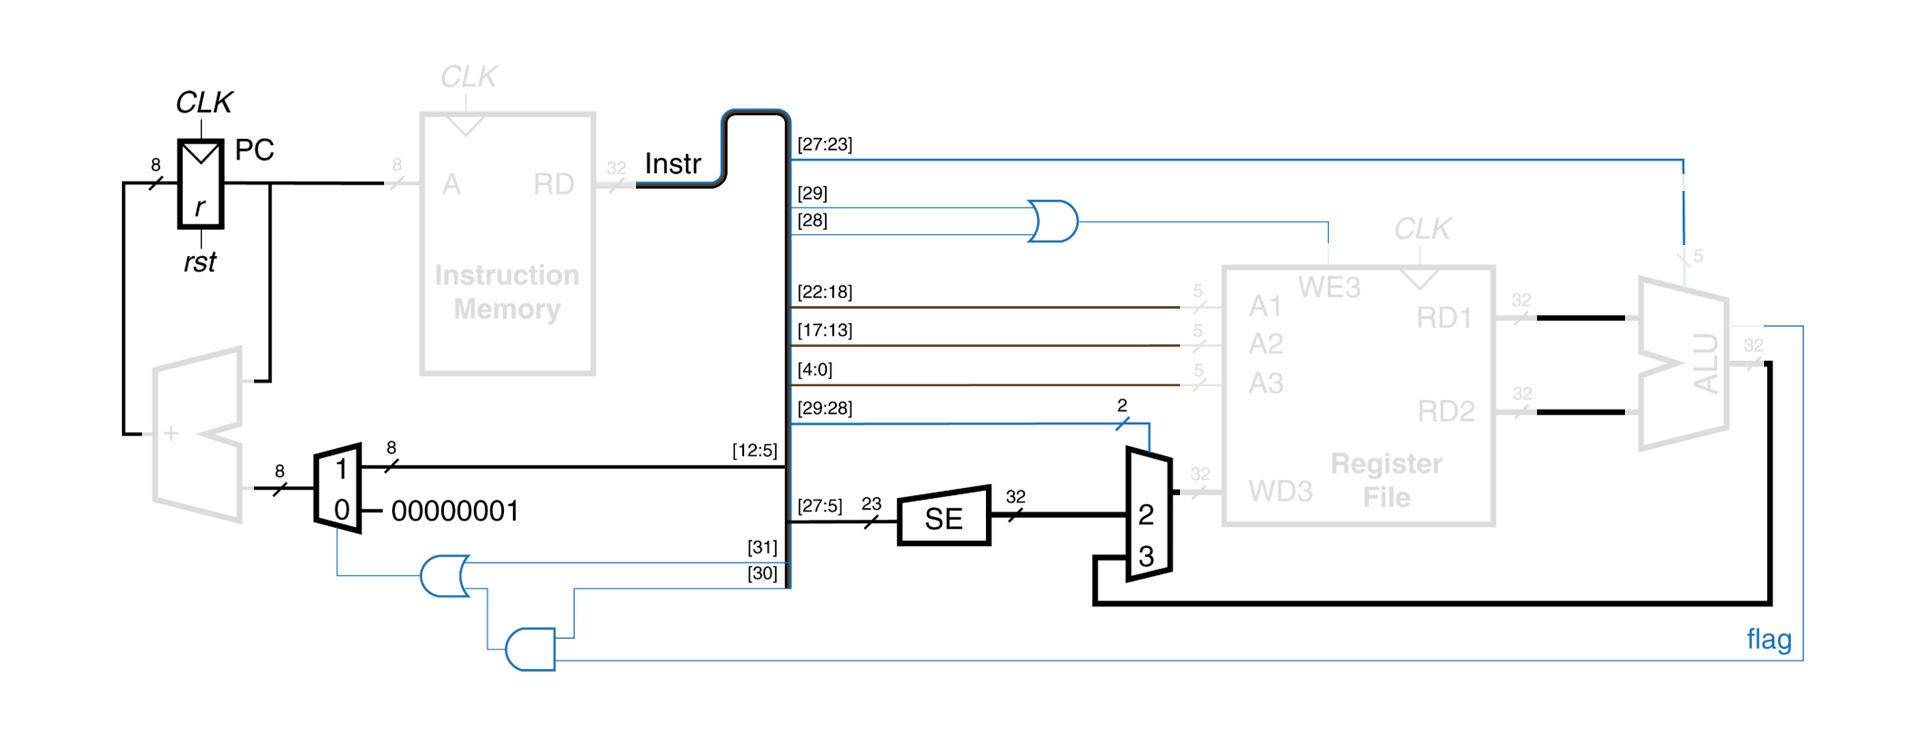 CLK
CLK
PC
8
r
rst
8
A
RD
32
Instr
Instruction
Memory
[27:23]
[29]
[28]
[22:18]
[17:13]
[4:0]
[29:28]
2
[12:5]
8
[27:5]
23
SE
32
[31]
[30]
+
8
1
0
00000001
2
3
CLK
WE3
5
A1
5
A2
5
A3
32
WD3
RD1
32
RD2
32
Register
File
5
ALU
32
flag